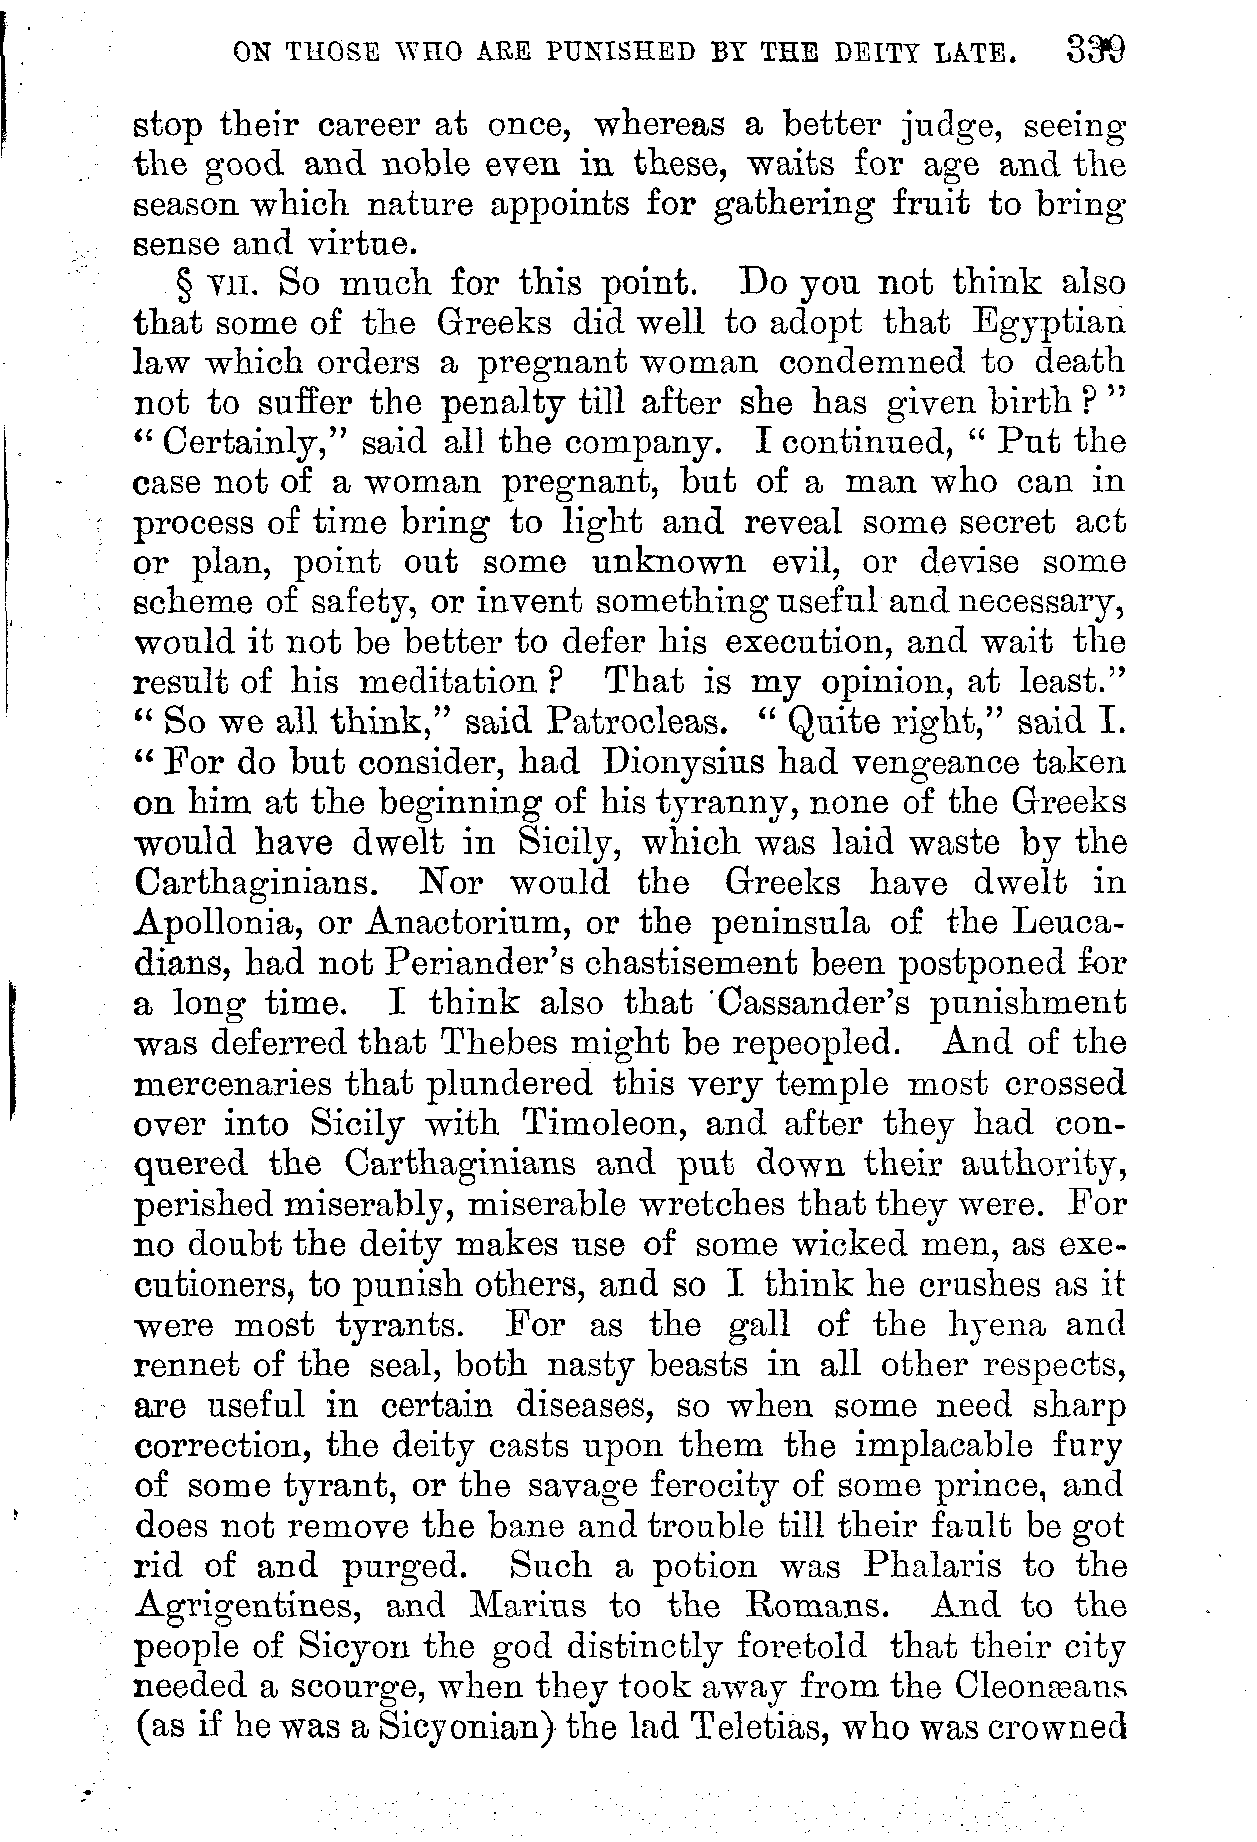 ON THOSE WHO ARE PUNISHED BY THE DEITY LATE. 339
stop their career at once, whereas a better judge, seeing
the good and noble even in these, waits for age and the
season which nature appoints for gathering fruit to bring
sense and virtue.
§ VII. So much for this point. Do you not think also
that some of the Greeks did well to adopt that Egyptian
law which orders a pregnant woman condemned to death
not to suffer the penalty till after she has given birth?"
"Certainly," said all the company. I continued, "Put the
case not of a woman pregnant, but of a man who can in
process of time bring to light and reveal some secret act
or plan, point out some unknown evil, or devise some
scheme of safety, or invent something useful and necessary,
would it not be better to defer his execution, and wait the
result of his meditation? That is my opinion, at least."
"So we all think," said Patrocleas. "Quite right," said I.
"For do but consider, had Dionysius had vengeance taken
on him at the beginning of his tyranny, none of the Greeks
would have dwelt in Sicily, which was laid waste by the
Carthaginians. Nor would the Greeks have dwelt in
Apollonia, or Anactorium, or the peninsula of the Leuca-
dians, had not Periander's chastisement been postponed for
a long time. I think also that Cassander's punishment
was deferred that Thebes might be repeopled. And of the
mercenaries that plundered this very temple most crossed
over into Sicily with Timoleon, and after they had con-
quered the Carthaginians and put down their authority,
perished miserably, miserable wretches that they were. For
no doubt the deity makes use of some wicked men, as exe-
cutioners, to punish others, and so I think he crushes as it
were most tyrants. For as the gall of the hyena and
rennet of the seal, both nasty beasts in all other respects,
are useful in certain diseases, so when some need sharp
correction, the deity casts upon them the implacable fury
of some tyrant, or the savage ferocity of some prince, and
does not remove the bane and trouble till their fault be got
rid of and purged. Such a potion was Phalaris to the
Agrigentines, and Marius to the Romans. And to the
people of Sicyon the god distinctly foretold that their city
needed a scourge, when they took away from the Cleonæans
(as if he was a Sicyonian) the lad Teletias, who was crowned